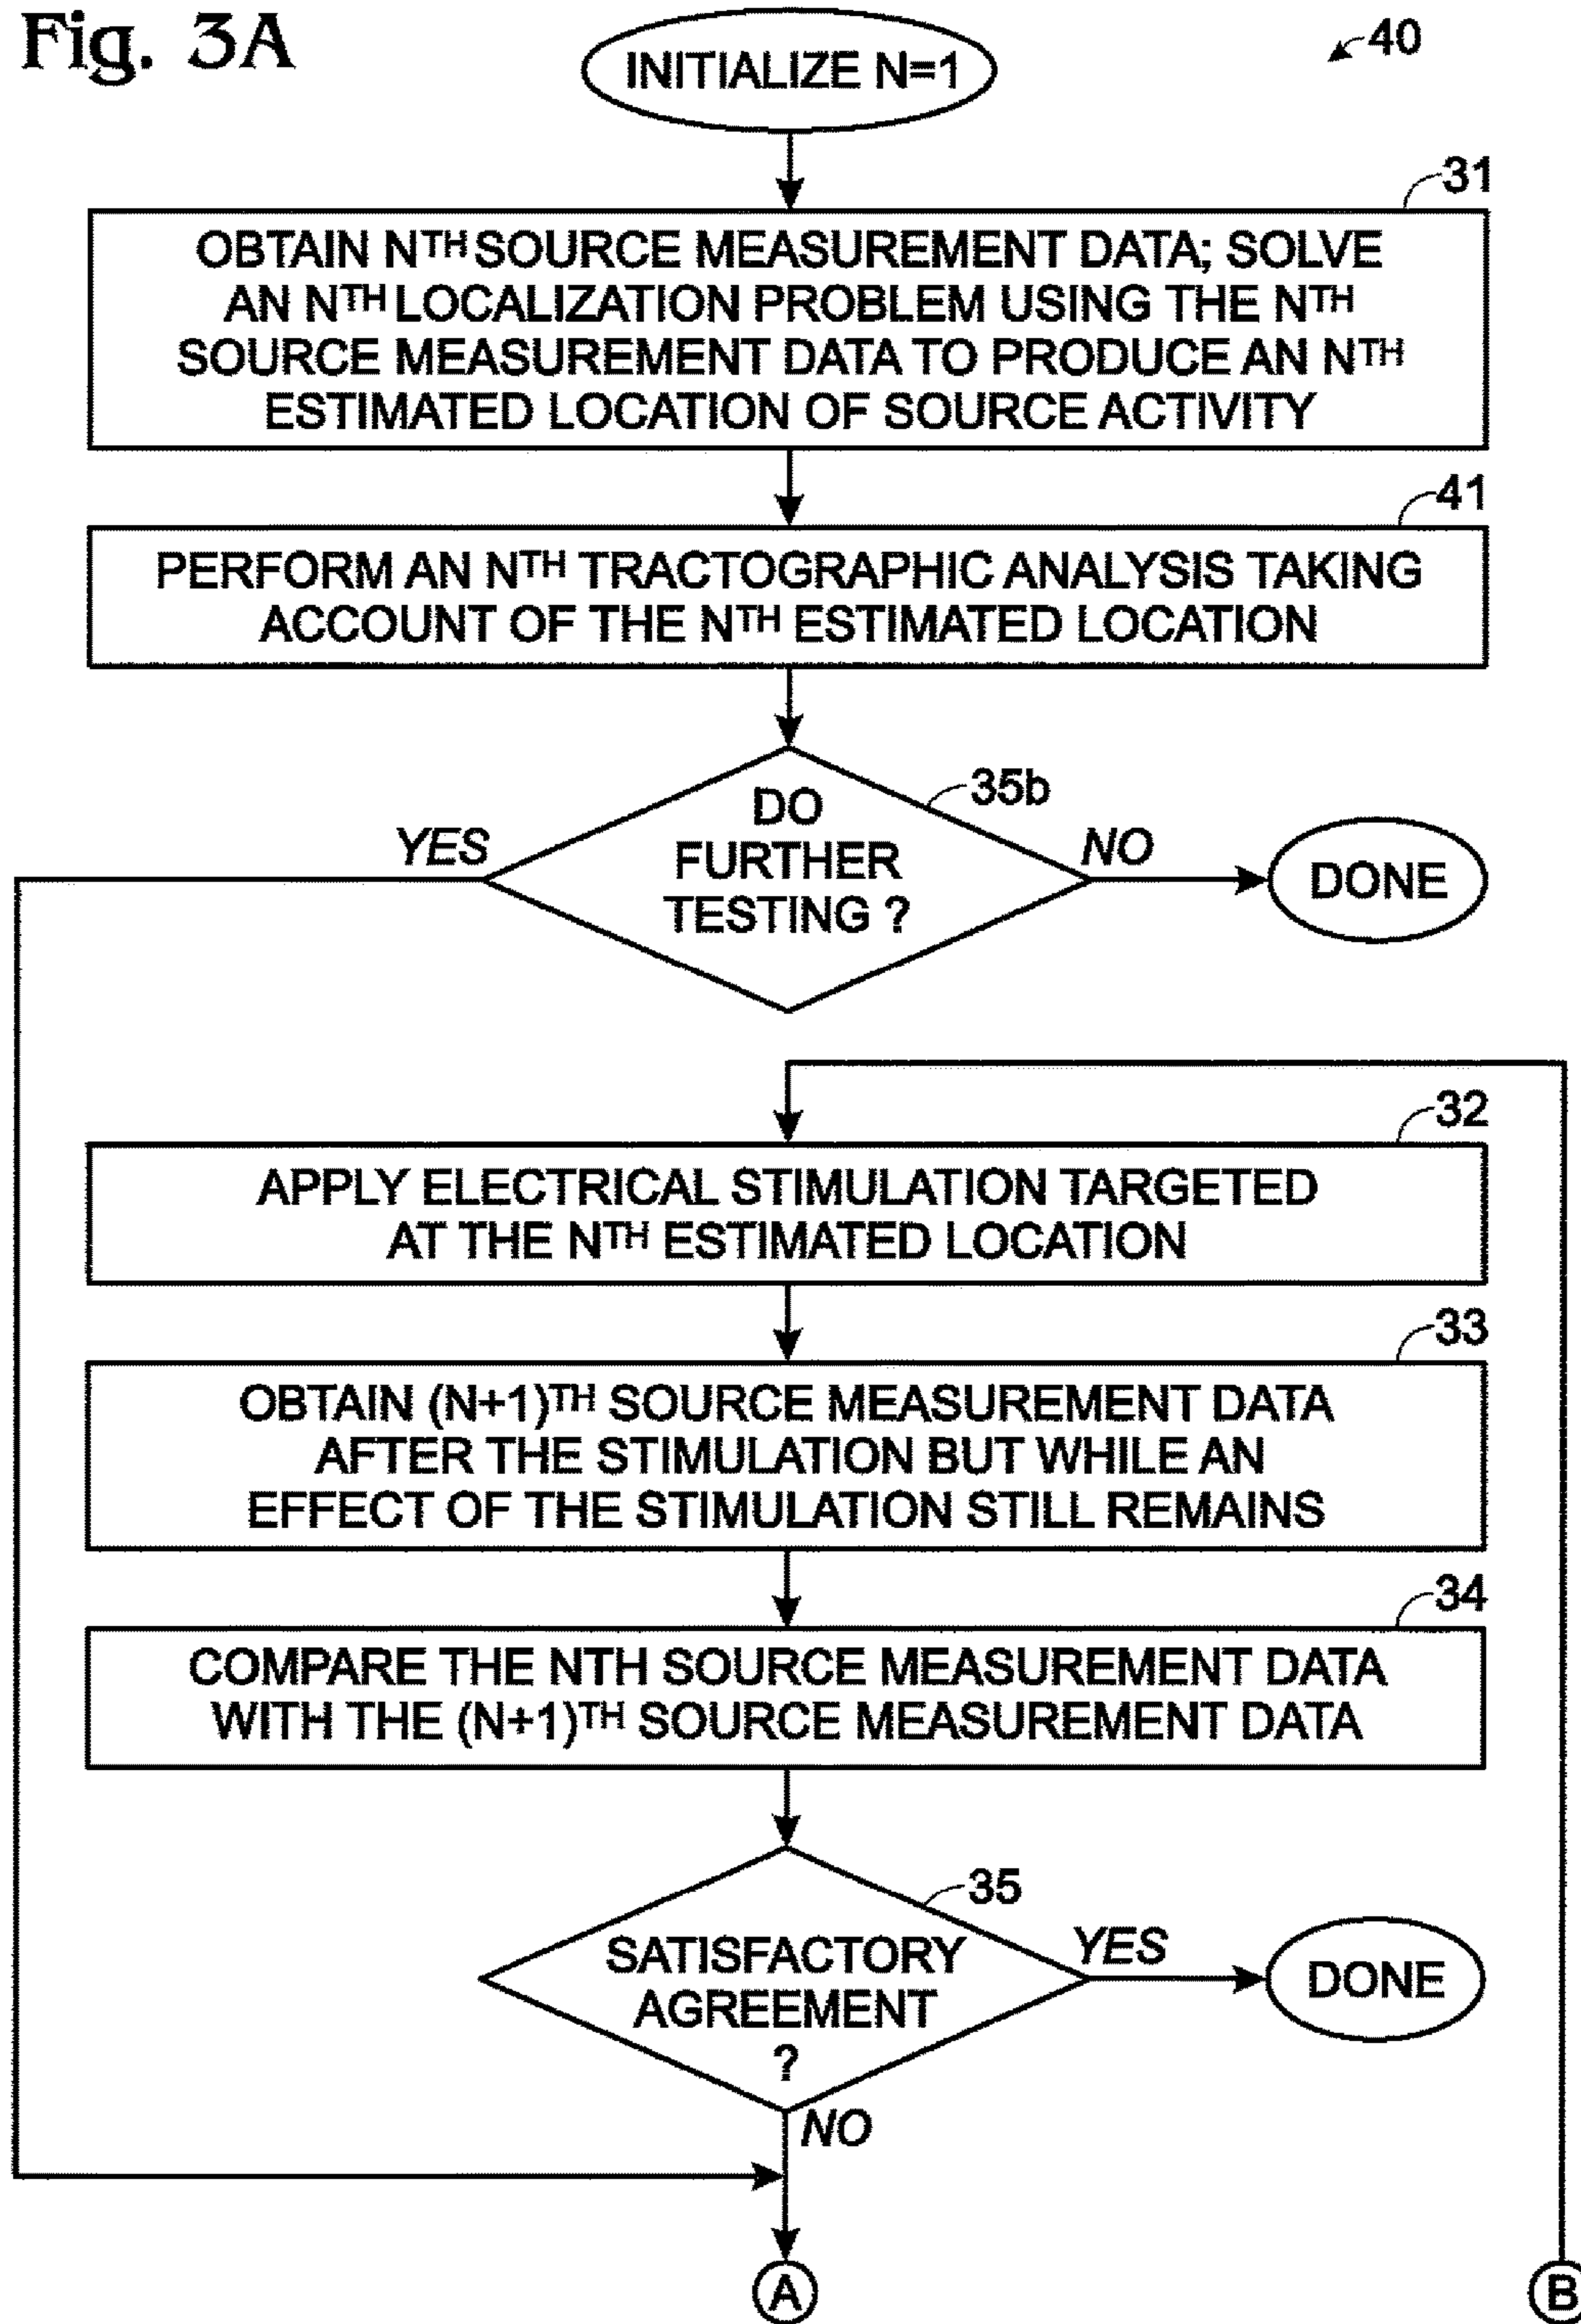 Fig. 3A
40
INITIALIZE N=1
31
OBTAIN NTH SOURCE MEASUREMENT DATA; SOLVE
AN NTH LOCALIZATION PROBLEM USING THE NTH
SOURCE MEASUREMENT DATA TO PRODUCE AN NTH
ESTIMATED LOCATION OF SOURCE ACTIVITY
41
PERFORM AN NTH TRACTOGRAPHIC ANALYSIS TAKING
ACCOUNT OF THE NTH ESTIMATED LOCATION
35b
DO
FURTHER
TESTING ?
YES
NO
DONE
32
APPLY ELECTRICAL STIMULATION TARGETED
AT THE NTH ESTIMATED LOCATION
33
OBTAIN (N+1)TH SOURCE MEASUREMENT DATA
AFTER THE STIMULATION BUT WHILE AN
EFFECT OF THE STIMULATION STILL REMAINS
34
COMPARE THE NTH SOURCE MEASUREMENT DATA
WITH THE (N+1)TH SOURCE MEASUREMENT DATA
35
SATISFACTORY
AGREEMENT
?
YES
DONE
NO
A
B